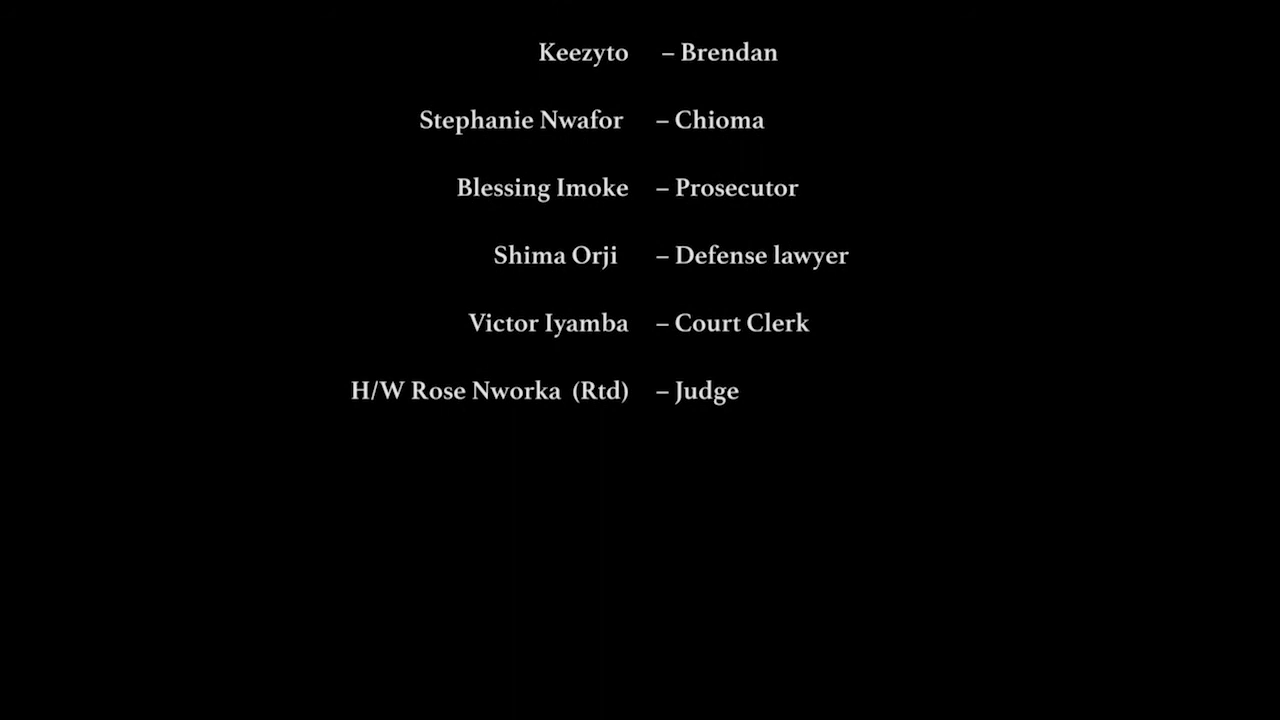 Keezyto – Brendan
Stephanie Nwafor – Chioma
Blessing Imoke – Prosecutor
Shima Orji – Defense lawyer
Victor Iyamba – Court Clerk
H/W Rose Nworka (Rtd) – Judge